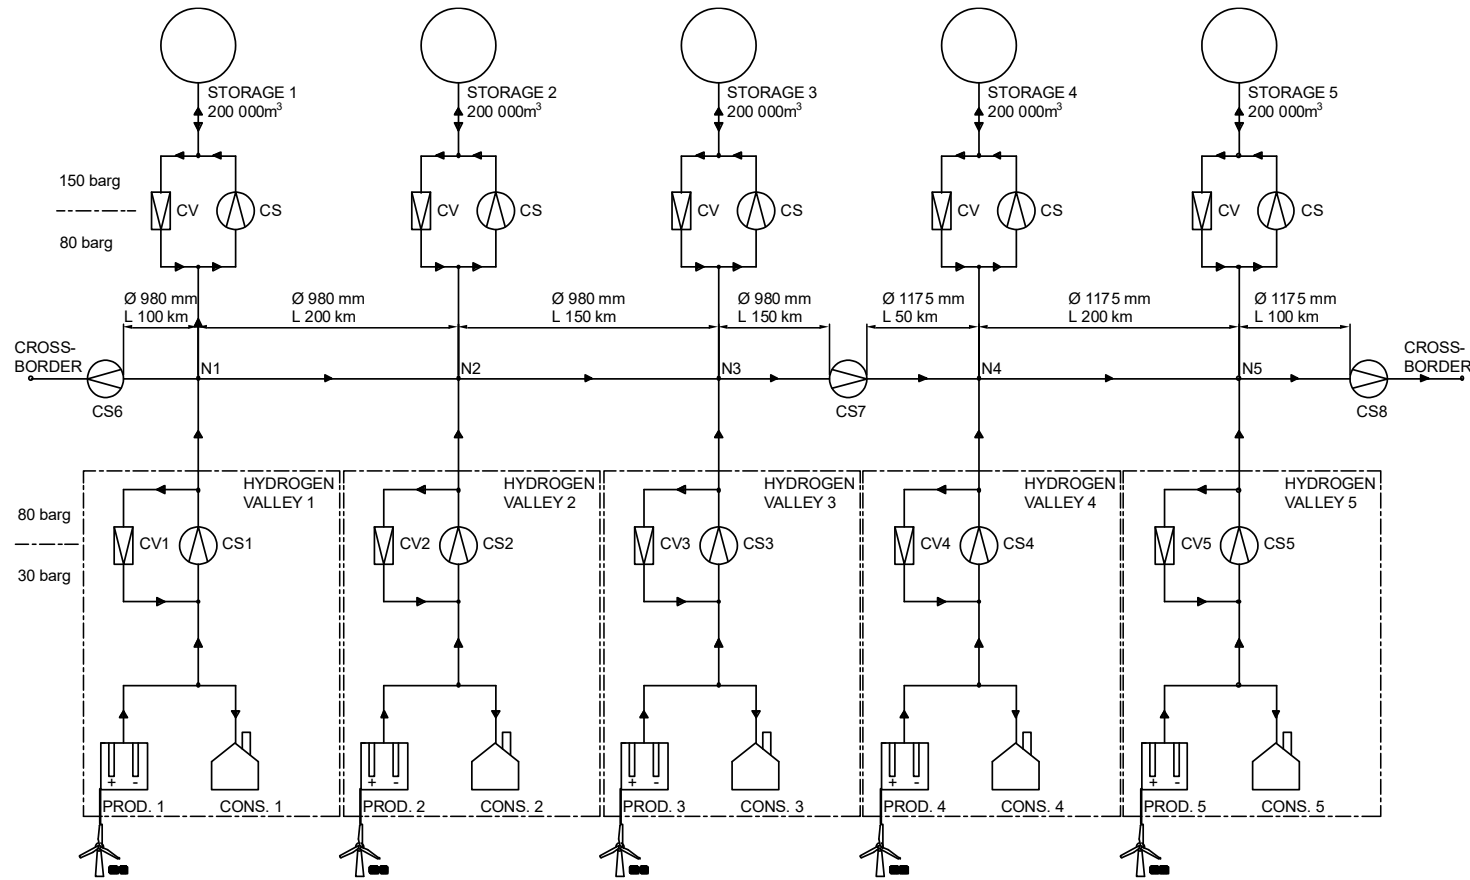 STORAGE 1
200 000m³
STORAGE 2
200 000m³
STORAGE 3
200 000m³
STORAGE 4
200 000m³
STORAGE 5
200 000m³
150 barg
80 barg
CV
CS
CV
CS
CV
CS
CV
CS
CV
CS
Ø 980 mm
L 100 km
Ø 980 mm
L 200 km
Ø 980 mm
L 150 km
Ø 980 mm
L 150 km
Ø 1175 mm
L 50 km
Ø 1175 mm
L 200 km
Ø 1175 mm
L 100 km
CROSS-
BORDER
CS6
N1
N2
N3
CS7
N4
N5
CROSS-
BORDER
CS8
HYDROGEN
VALLEY 1
HYDROGEN
VALLEY 2
HYDROGEN
VALLEY 3
HYDROGEN
VALLEY 4
HYDROGEN
VALLEY 5
80 barg
30 barg
CV1
CS1
CV2
CS2
CV3
CS3
CV4
CS4
CV5
CS5
+ -
+ -
+ -
+ -
+ -
PROD. 1
CONS. 1
PROD. 2
CONS. 2
PROD. 3
CONS. 3
PROD. 4
CONS. 4
PROD. 5
CONS. 5